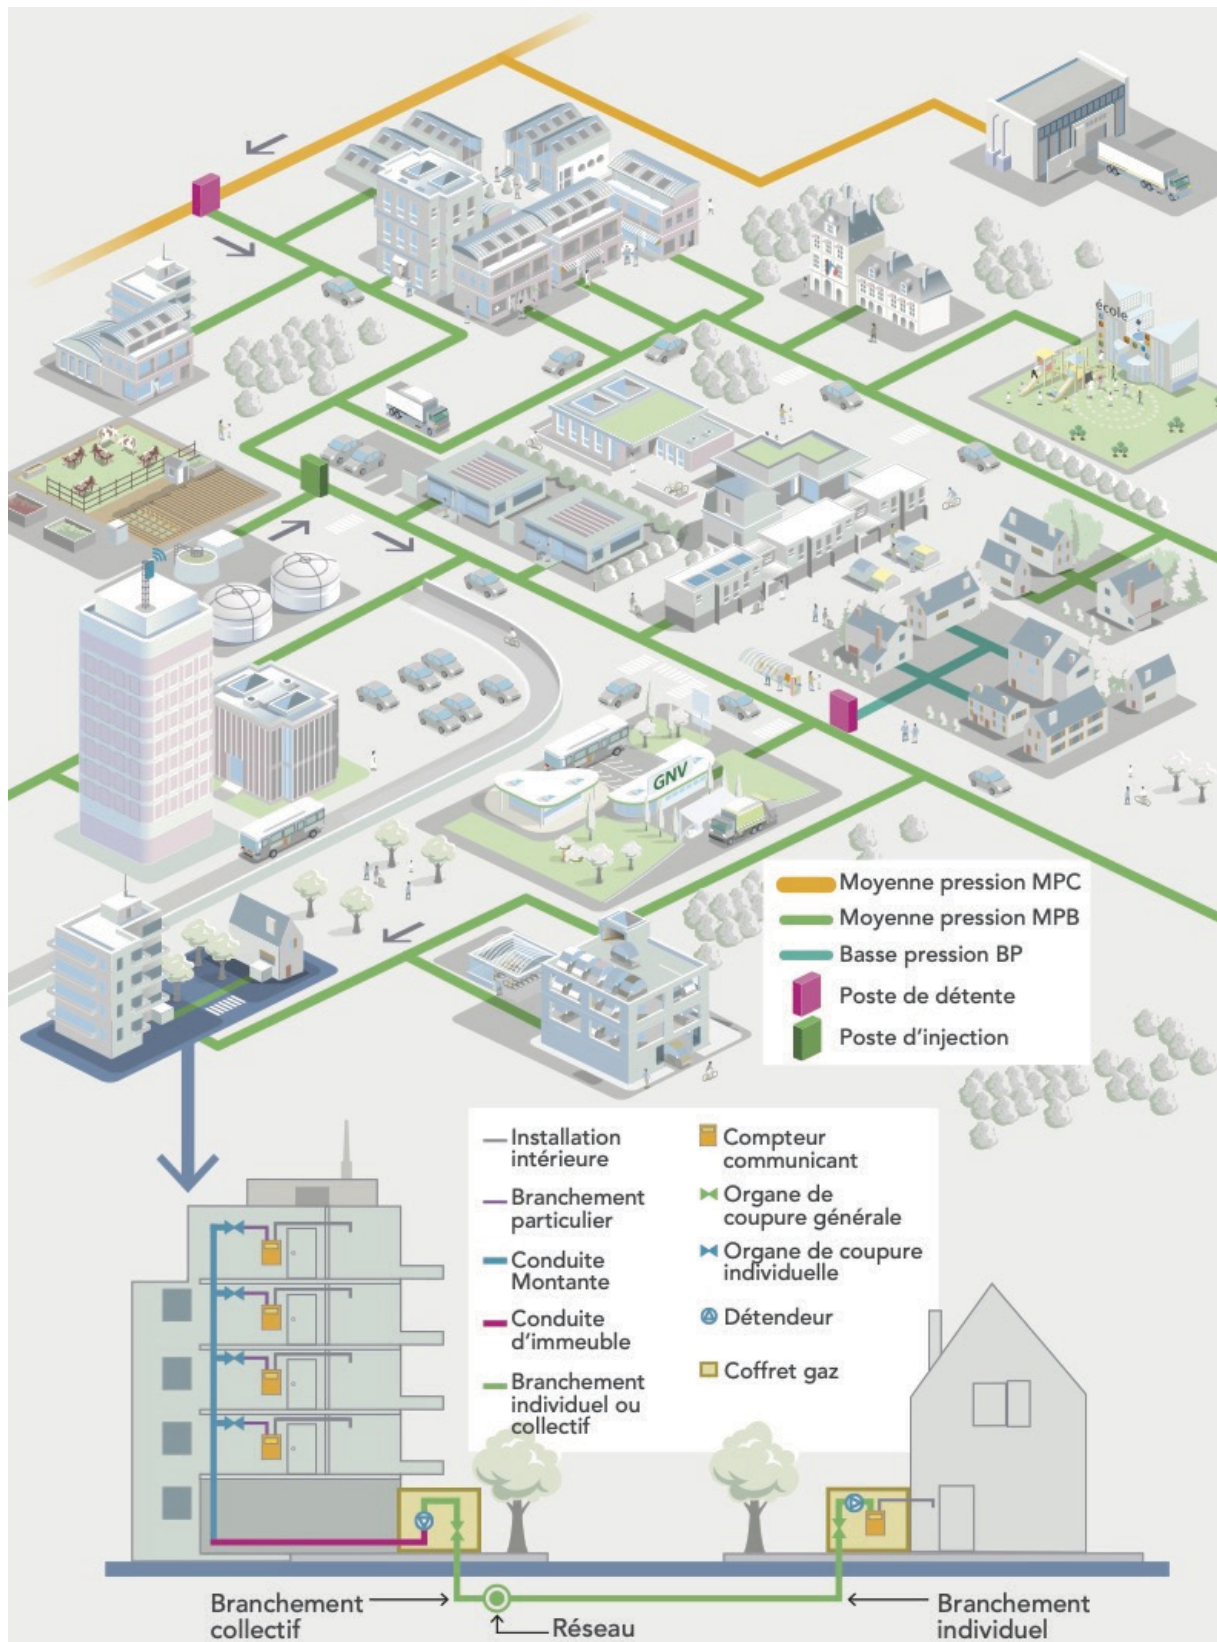 école
GNV
Moyenne pression MPC
Moyenne pression MPB
Basse pression BP
Poste de détente
Poste d'injection
Installation
intérieure
Branchement
particulier
Conduite
Montante
Conduite
d'immeuble
Branchement
individuel ou
collectif
Compteur
communicant
Organe de
coupure générale
Organe de coupure
individuelle
Détendeur
Coffret gaz
Branchement
collectif
Réseau
Branchement
individuel